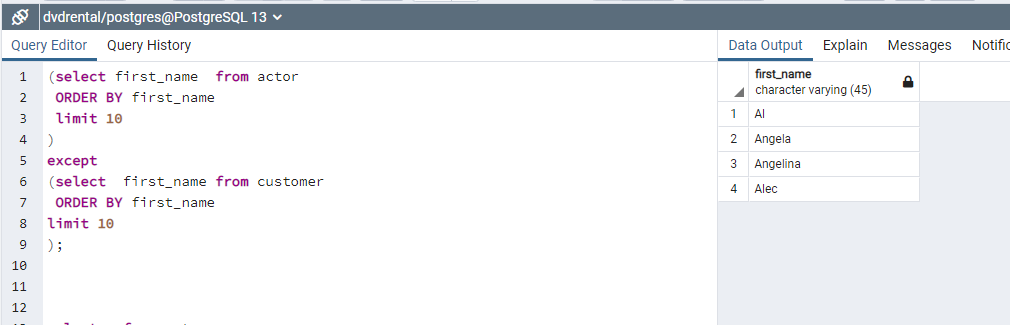 dvdrental/postgres@PostgreSQL 13
Query Editor Query History
1 (select first_name  from actor
2 ORDER BY first_name
3 limit 10
4 )
5 except
6 (select  first_name from customer
7 ORDER BY first_name
8 limit 10
9 );
10
11
12
Data Output Explain Messages Notific
first_name
character varying (45)
1 Al
2 Angela
3 Angelina
4 Alec